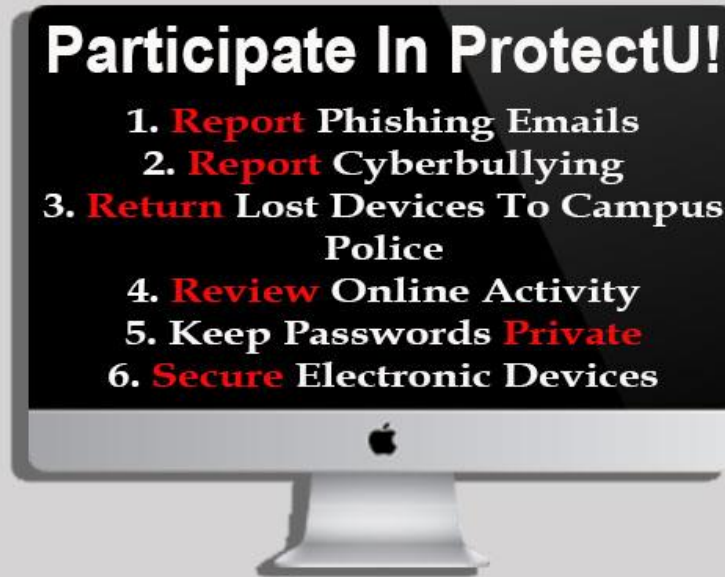 Participate In ProtectU!
1. Report Phishing Emails
2. Report Cyberbullying
3. Return Lost Devices To Campus
Police
4. Review Online Activity
5. Keep Passwords Private
6. Secure Electronic Devices